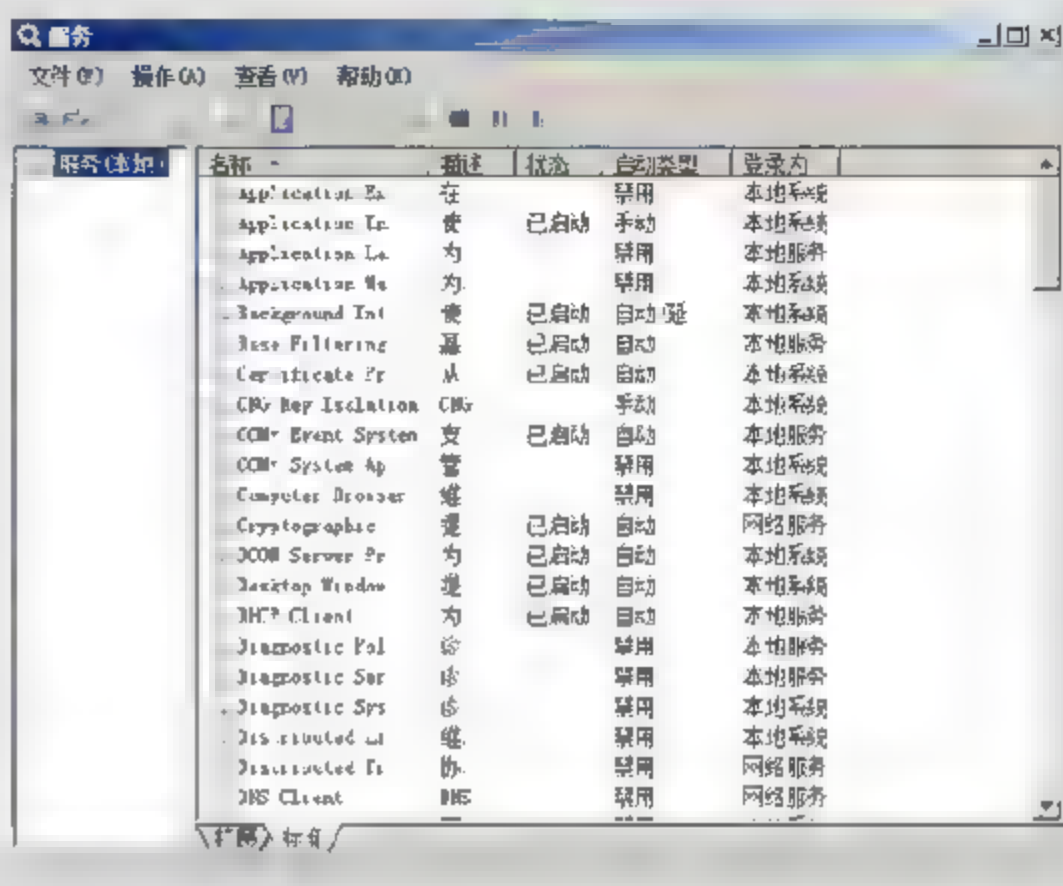 服务
文件(F) 操作(A) 查看(V) 帮助(H)
服务(本地)
名称 描述 状态 启动类型 登录为
Application Ex 在 禁用 本地系统
Application In 使 已启动 手动 本地系统
Application La 为 禁用 本地服务
Application Ma 为 禁用 本地系统
Background Int 使 已启动 自动(延 本地系统
Base Filtering 基 已启动 自动 本地服务
Certificate Pr 从 已启动 自动 本地系统
CNG Key Isolation CNG 手动 本地系统
COM+ Event System 支 已启动 自动 本地服务
COM+ System Ap 管 禁用 本地系统
Computer Browser 维 禁用 本地系统
Cryptographic 提 已启动 自动 网络服务
DCOM Server Pr 为 已启动 自动 本地系统
Desktop Window 提 已启动 自动 本地系统
DHCP Client 为 已启动 自动 本地服务
Diagnostic Pol 诊 禁用 本地服务
Diagnostic Ser 诊 禁用 本地服务
Diagnostic Sys 诊 禁用 本地系统
Distributed Li 维 禁用 本地系统
Distributed Tr 协 禁用 网络服务
DNS Client DNS 禁用 网络服务
扩展 标准